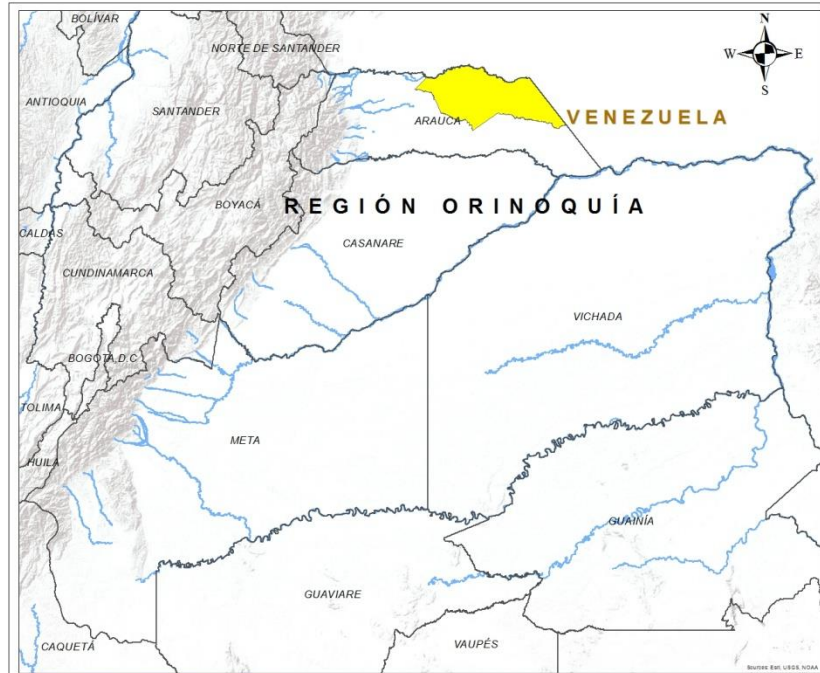 BOLÍVAR
N
NORTE DE SANTANDER
W
E
S
ANTIOQUIA
SANTANDER
ARAUCA
VENEZUELA
BOYACÁ
REGIÓN ORINOQUÍA
CALDAS
CASANARE
CUNDINAMARCA
VICHADA
BOGOTÁ D.C
TOLIMA
META
HUILA
GUAINÍA
GUAVIARE
CAQUETÁ
VAUPÉS
Sources: Esri, USGS, NOAA